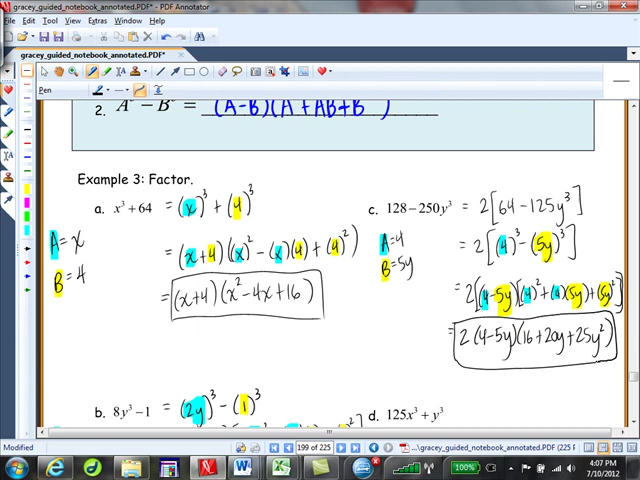 gracey_guided_notebook_annotated.PDF* - PDF Annotator
File Edit Tool View Extras Window Help
gracey_guided_notebook_annotated.PDF*
Pen
2. A³ − B³ = (A-B)(A²+AB+B²)
Example 3: Factor.
a. x³ + 64 = (x)³ + (4)³
A = x
B = 4
= (x+4)((x)² − (x)(4) + (4)²)
= (x+4)(x² − 4x + 16)
c. 128 − 250y³ = 2[64 − 125y³]
A = 4
B = 5y
= 2[(4)³ − (5y)³]
= 2[(4-5y)[(4)² + (4)(5y) + (5y)²]
= 2(4-5y)(16+20y+25y²)
b. 8y³ − 1 = (2y)³ − (1)³
d. 125x³ + y³
Modified
199 of 225
...\gracey_guided_notebook_annotated.PDF (225 P
100%
4:07 PM
7/10/2012